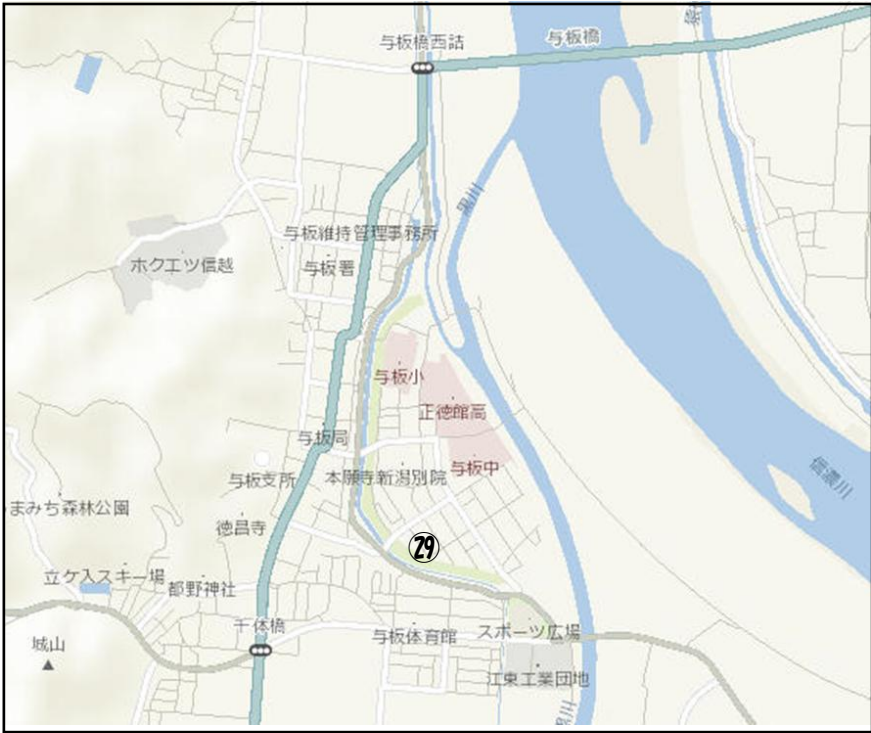 与板橋西詰
与板橋
黒川
与板維持管理事務所
ホクエツ信越
与板署
与板小
正徳館高
与板局
与板中
与板支所
本願寺新潟別院
信濃川
まみち森林公園
徳昌寺
㉙
立ケ入スキー場
都野神社
千体橋
与板体育館
スポーツ広場
城山
江東工業団地